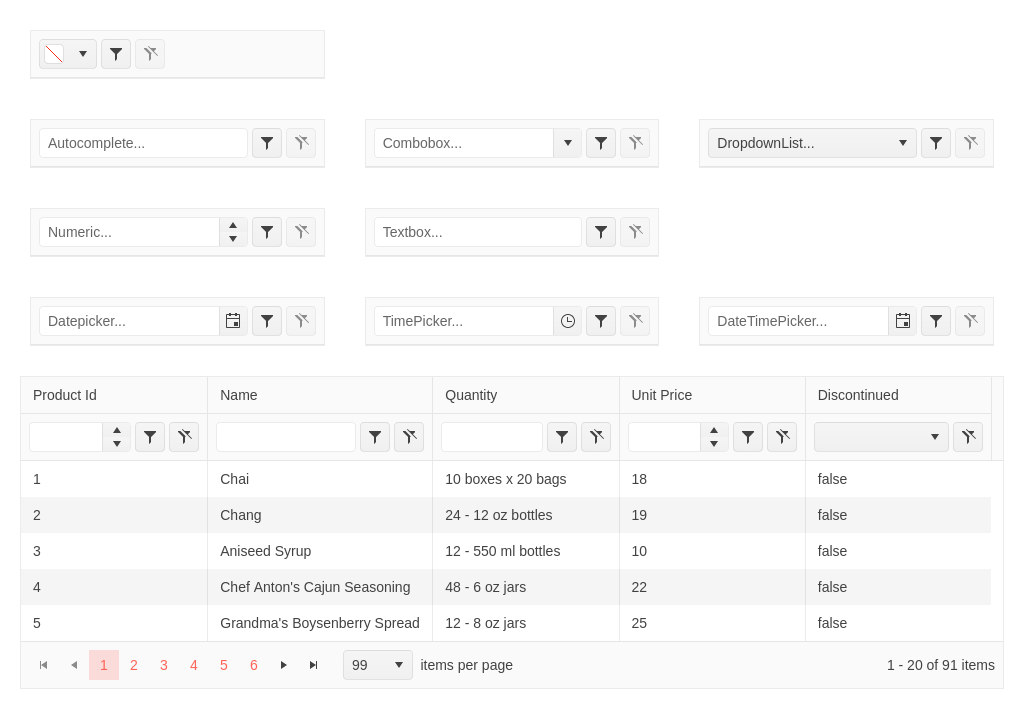 Autocomplete... Combobox... DropdownList...
Numeric... Textbox...
Datepicker... TimePicker... DateTimePicker...
Product Id Name Quantity Unit Price Discontinued
1 Chai 10 boxes x 20 bags 18 false
2 Chang 24 - 12 oz bottles 19 false
3 Aniseed Syrup 12 - 550 ml bottles 10 false
4 Chef Anton's Cajun Seasoning 48 - 6 oz jars 22 false
5 Grandma's Boysenberry Spread 12 - 8 oz jars 25 false
1 2 3 4 5 6 99 items per page 1 - 20 of 91 items